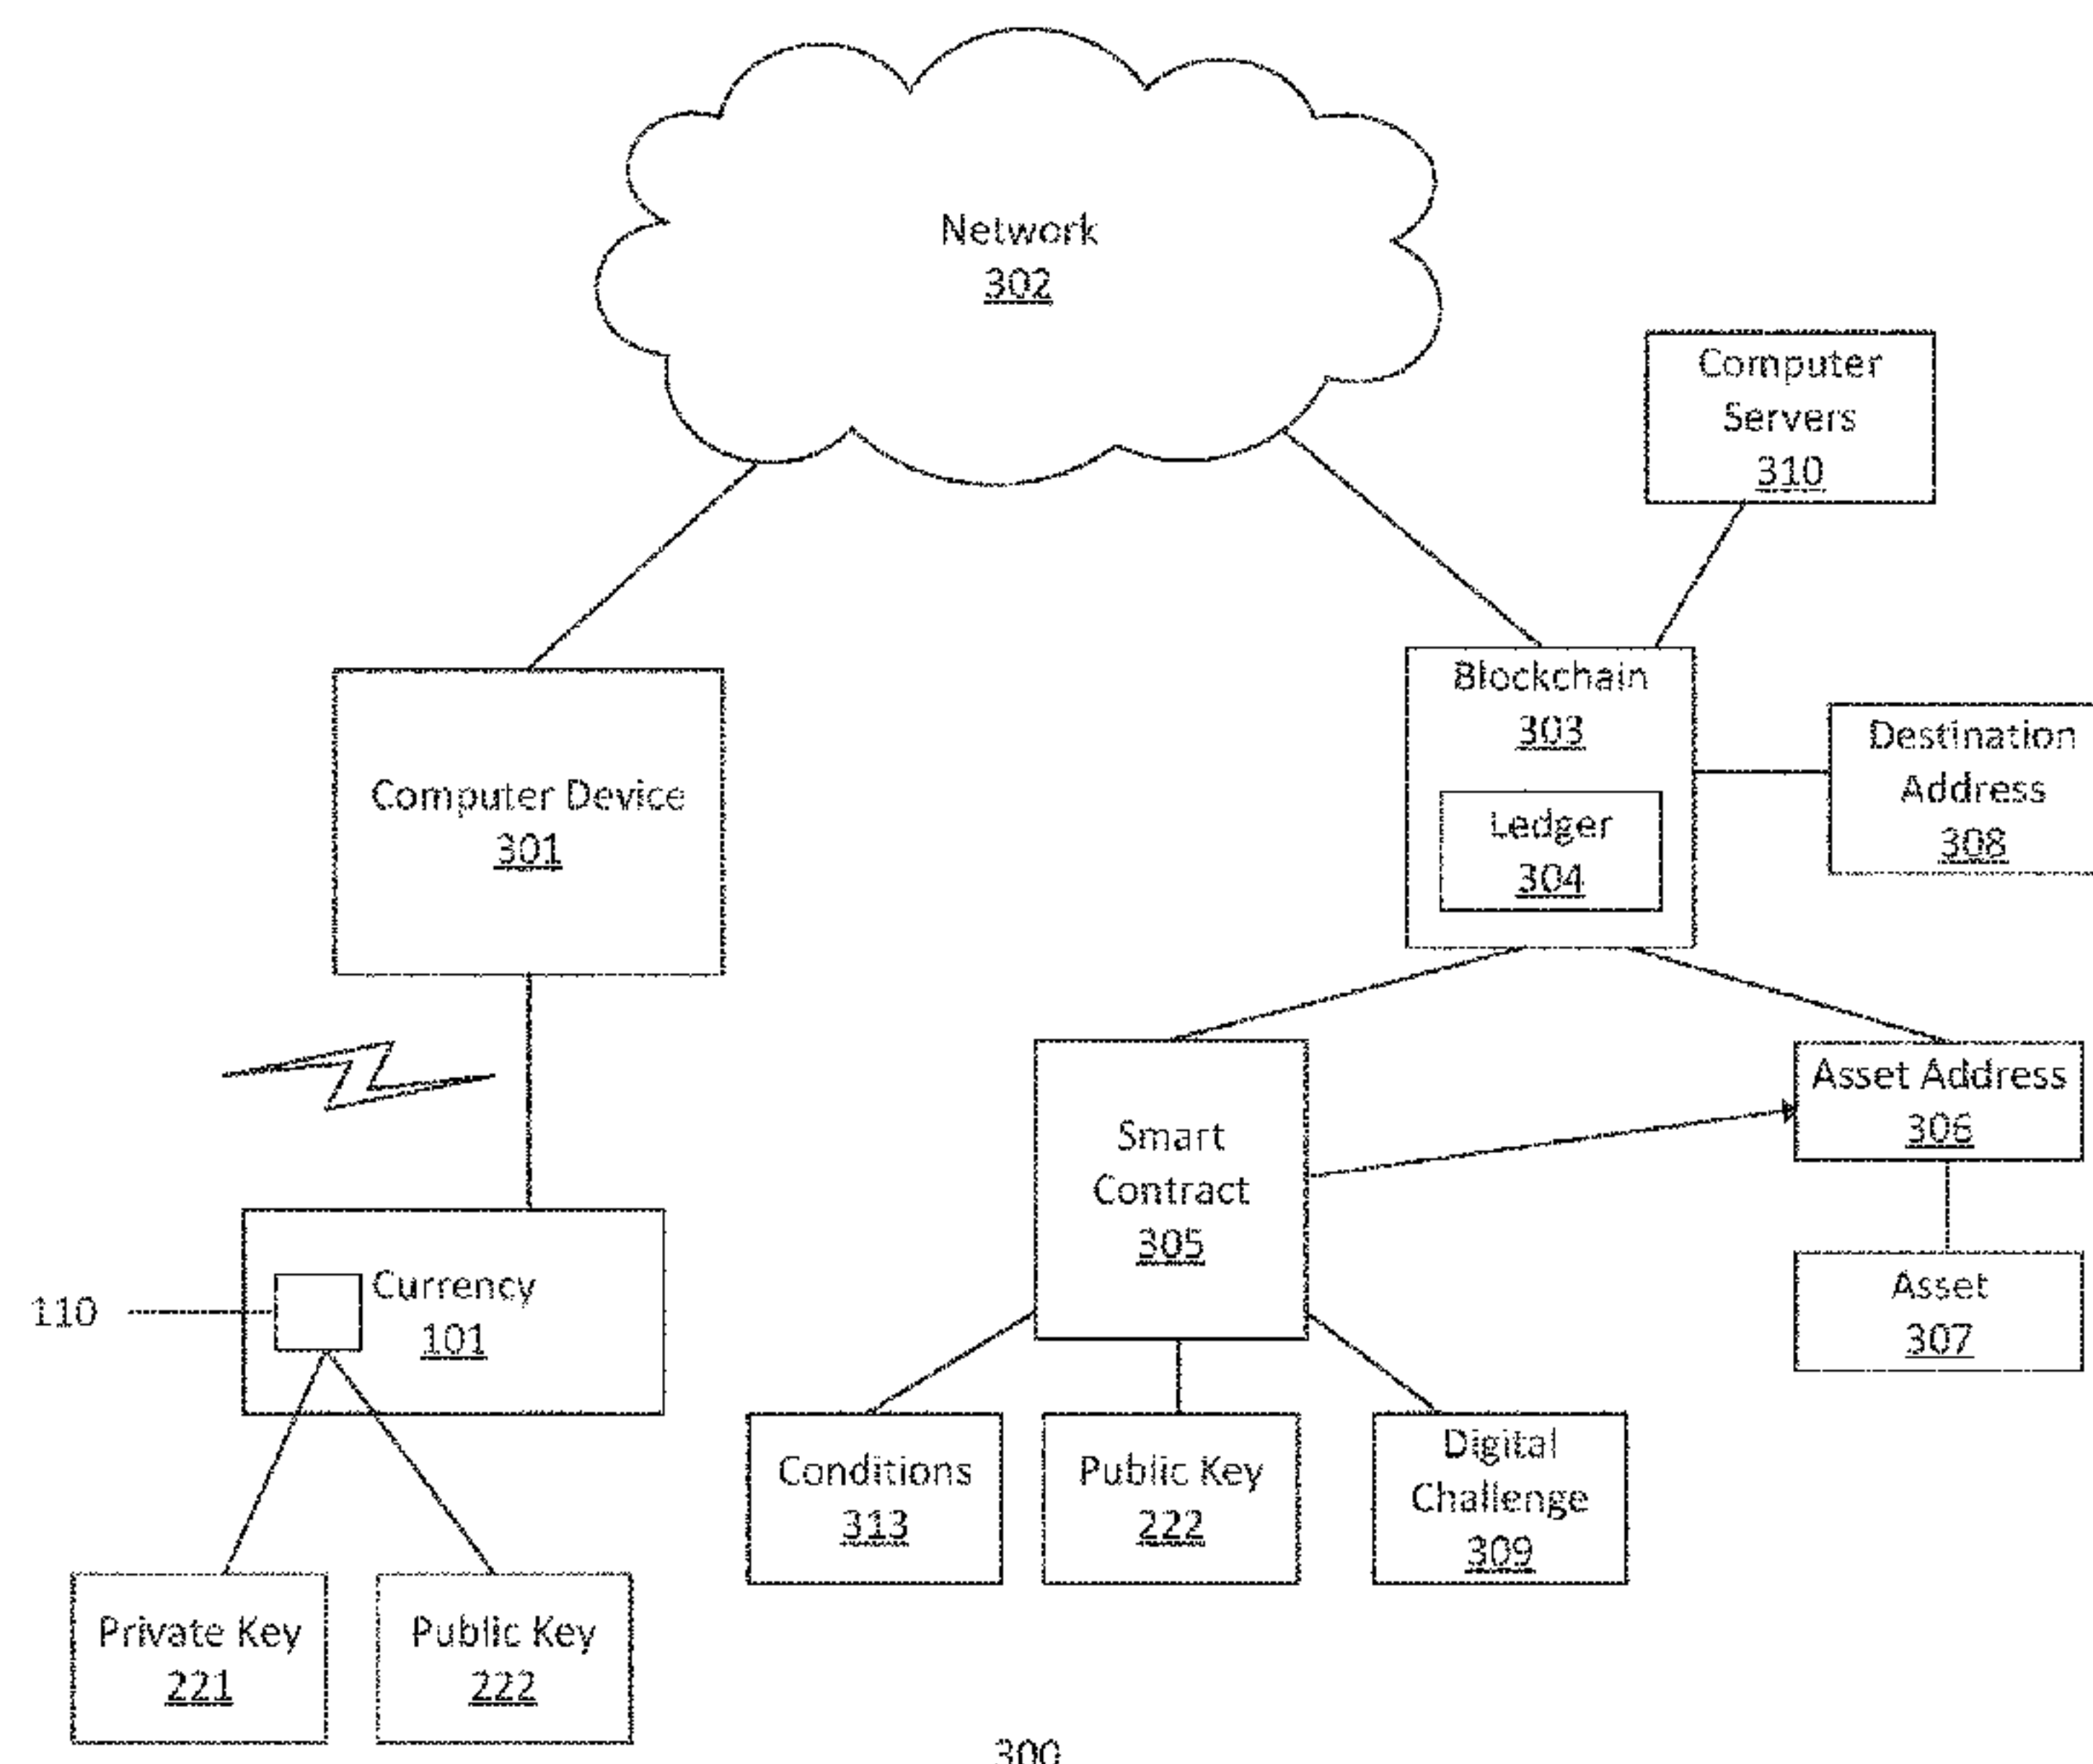 Network
302
Computer
Servers
310
Blockchain
303
Ledger
304
Destination
Address
308
Computer Device
301
Smart
Contract
305
Asset Address
306
Asset
307
110
Currency
101
Conditions
313
Public Key
222
Digital
Challenge
309
Private Key
221
Public Key
222
300